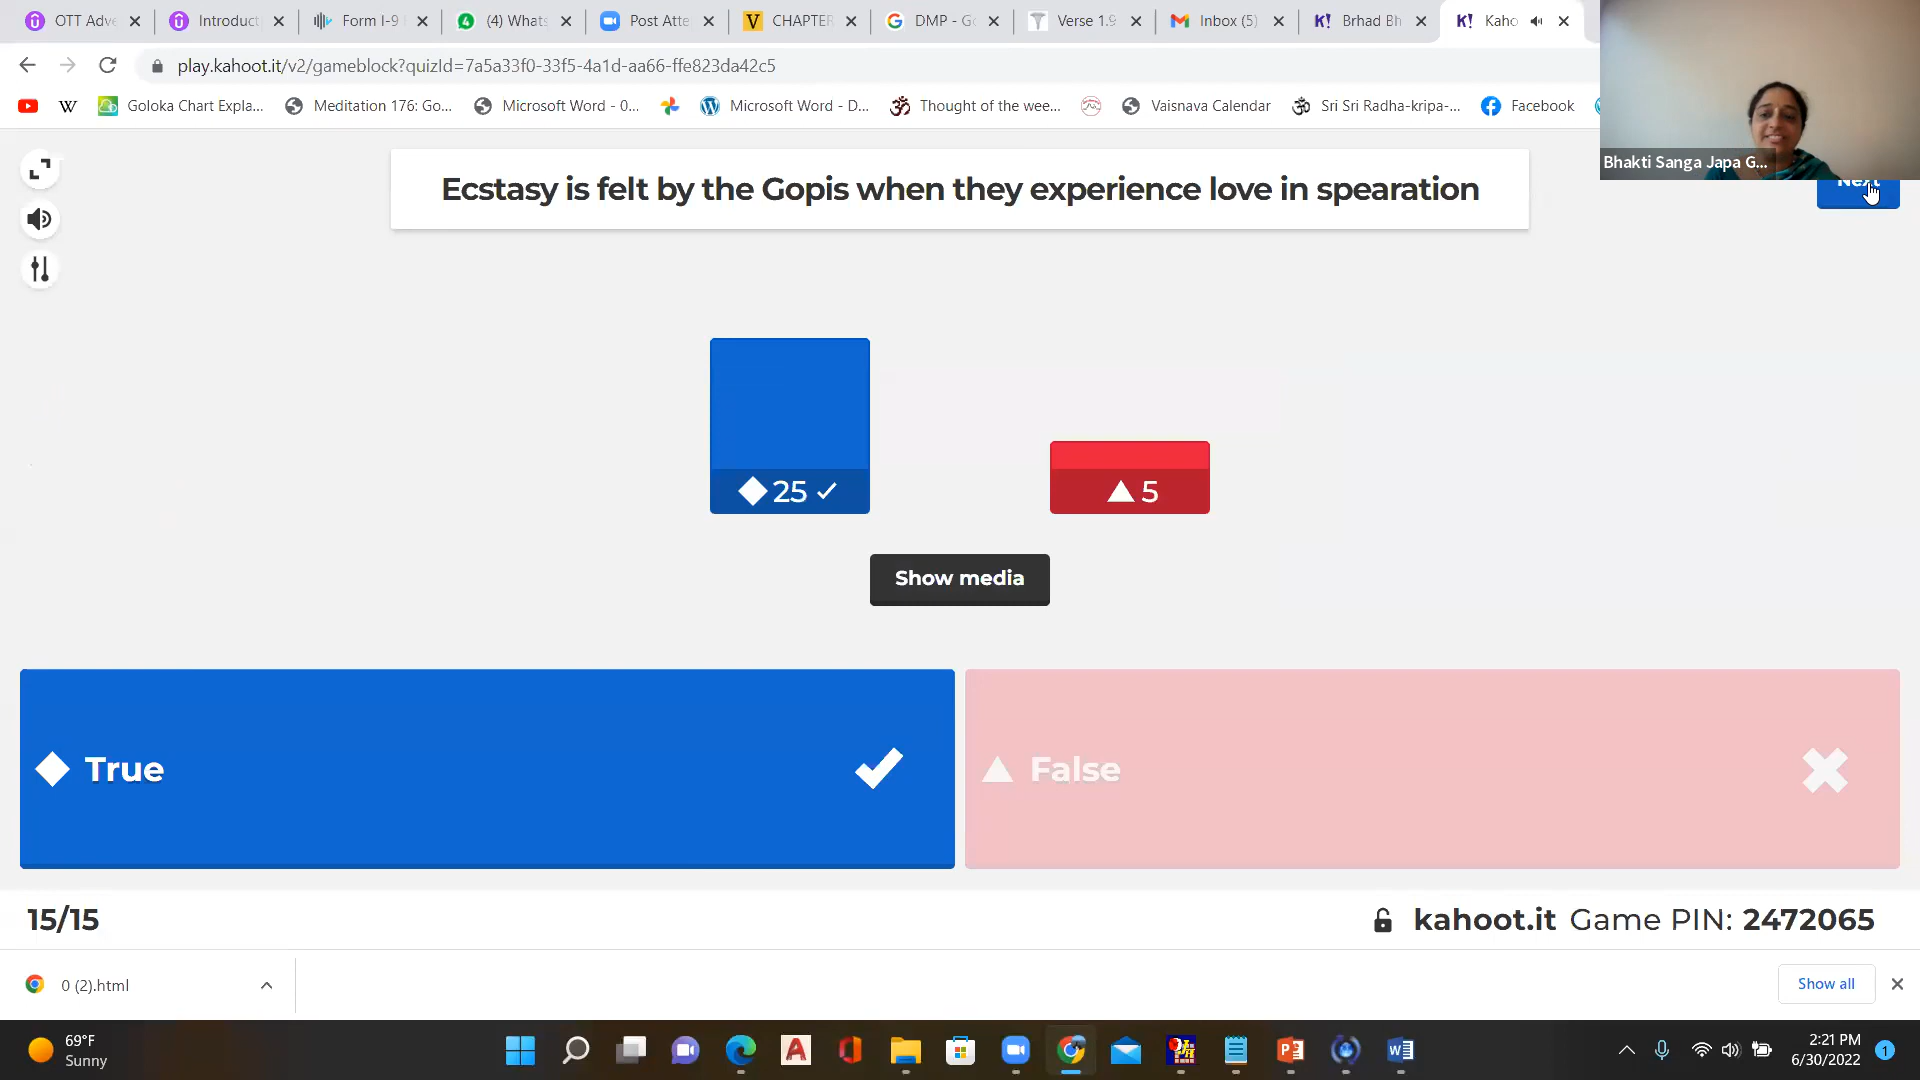 OTT Adve
Introduct
Form I-9
(4) Whats
Post Atte
CHAPTER
DMP - Go
Verse 1.9
Inbox (5)
Brhad Bh
Kaho
play.kahoot.it/v2/gameblock?quizId=7a5a33f0-33f5-4a1d-aa66-ffe823da42c5
Goloka Chart Expla...
Meditation 176: Go...
Microsoft Word - 0...
Microsoft Word - D...
Thought of the wee...
Vaisnava Calendar
Sri Sri Radha-kripa-...
Facebook
Bhakti Sanga Japa G...
Next
Ecstasy is felt by the Gopis when they experience love in spearation
25
5
Show media
True
False
15/15
kahoot.it Game PIN: 2472065
0 (2).html
Show all
69°F
Sunny
2:21 PM
6/30/2022
1